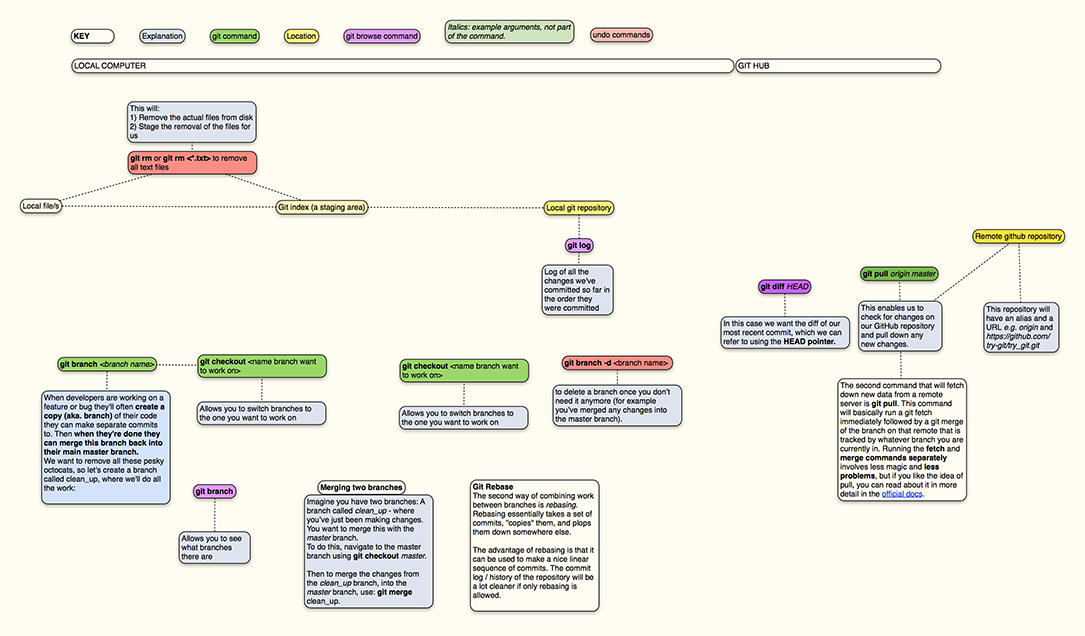 KEY
Explanation
git command
Location
git browse command
Italics: example arguments, not part
of the command.
undo commands
LOCAL COMPUTER
GIT HUB
This will:
1) Remove the actual files from disk
2) Stage the removal of the files for
us
git rm or git rm <*.txt> to remove
all text files
Local file/s
Git index (a staging area)
Local git repository
Remote github repository
git log
Log of all the
changes we've
committed so far in
the order they
were committed
git diff HEAD
In this case we want the diff of our
most recent commit, which we can
refer to using the HEAD pointer.
git pull origin master
This enables us to
check for changes on
our GitHub repository
and pull down any
new changes.
This repository will
have an alias and a
URL e.g. origin and
https://github.com/
try-git/try_git.git
The second command that will fetch
down new data from a remote
server is git pull. This command
will basically run a git fetch
immediately followed by a git merge
of the branch on that remote that is
tracked by whatever branch you are
currently in. Running the fetch and
merge commands separately
involves less magic and less
problems, but if you like the idea of
pull, you can read about it in more
detail in the official docs.
git branch <branch name>
When developers are working on a
feature or bug they'll often create a
copy (aka. branch) of their code
they can make separate commits
to. Then when they're done they
can merge this branch back into
their main master branch.
We want to remove all these pesky
octocats, so let's create a branch
called clean_up, where we'll do all
the work:
git checkout <name branch want
to work on>
Allows you to switch branches to
the one you want to work on
git checkout <name branch want
to work on>
Allows you to switch branches to
the one you want to work on
git branch -d <branch name>
to delete a branch once you don't
need it anymore (for example
you've merged any changes into
the master branch).
git branch
Allows you to see
what branches
there are
Merging two branches
Imagine you have two branches: A
branch called clean_up - where
you've just been making changes.
You want to merge this with the
master branch.
To do this, navigate to the master
branch using git checkout master.
Then to merge the changes from
the clean_up branch, into the
master branch, use: git merge
clean_up.
Git Rebase
The second way of combining work
between branches is rebasing.
Rebasing essentially takes a set of
commits, "copies" them, and plops
them down somewhere else.
The advantage of rebasing is that it
can be used to make a nice linear
sequence of commits. The commit
log / history of the repository will be
a lot cleaner if only rebasing is
allowed.